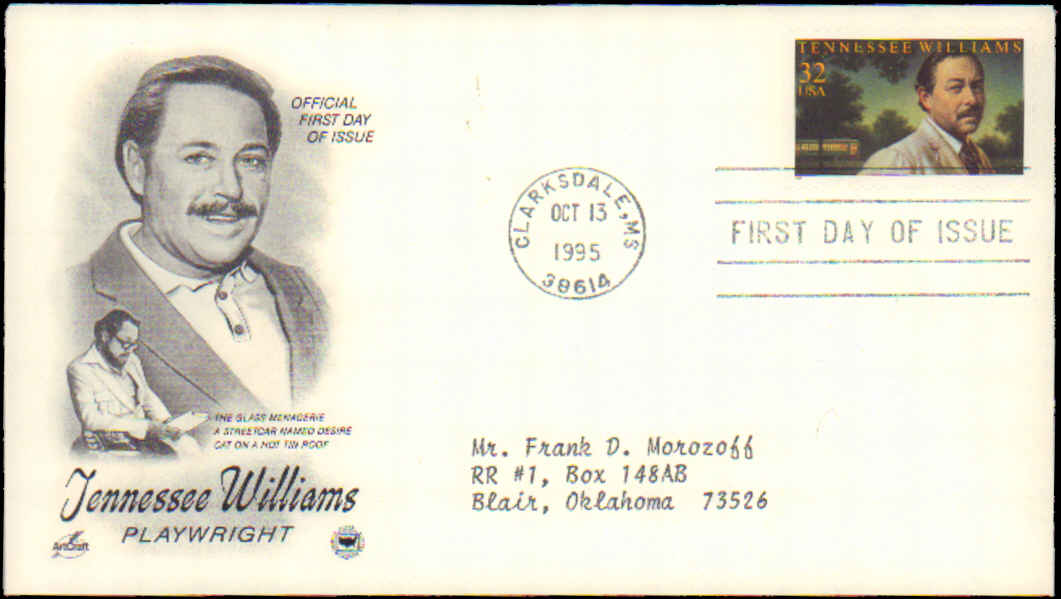 OFFICIAL
FIRST DAY
OF ISSUE
THE GLASS MENAGERIE
A STREETCAR NAMED DESIRE
CAT ON A HOT TIN ROOF
Tennessee Williams
PLAYWRIGHT
ArtCraft
CLARKSDALE, MS
OCT 13
1995
38614
TENNESSEE WILLIAMS
32
USA
FIRST DAY OF ISSUE
Mr. Frank D. Morozoff
RR #1, Box 148AB
Blair, Oklahoma 73526